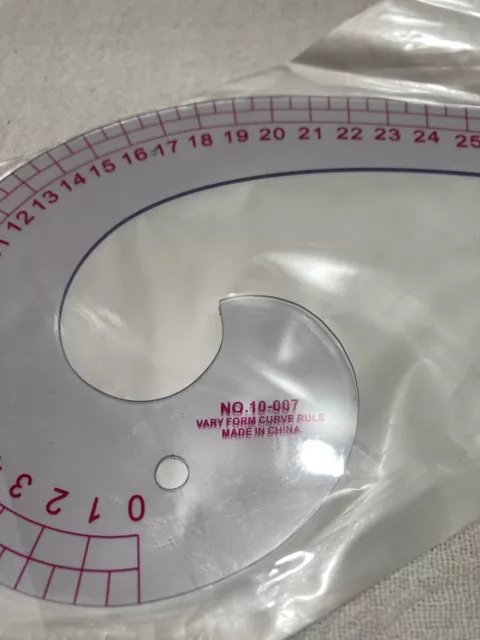 11 12 13 14 15 16 17 18 19 20 21 22 23 24 25
NO.10-007
VARY FORM CURVE RULE
MADE IN CHINA
0 1 2 3